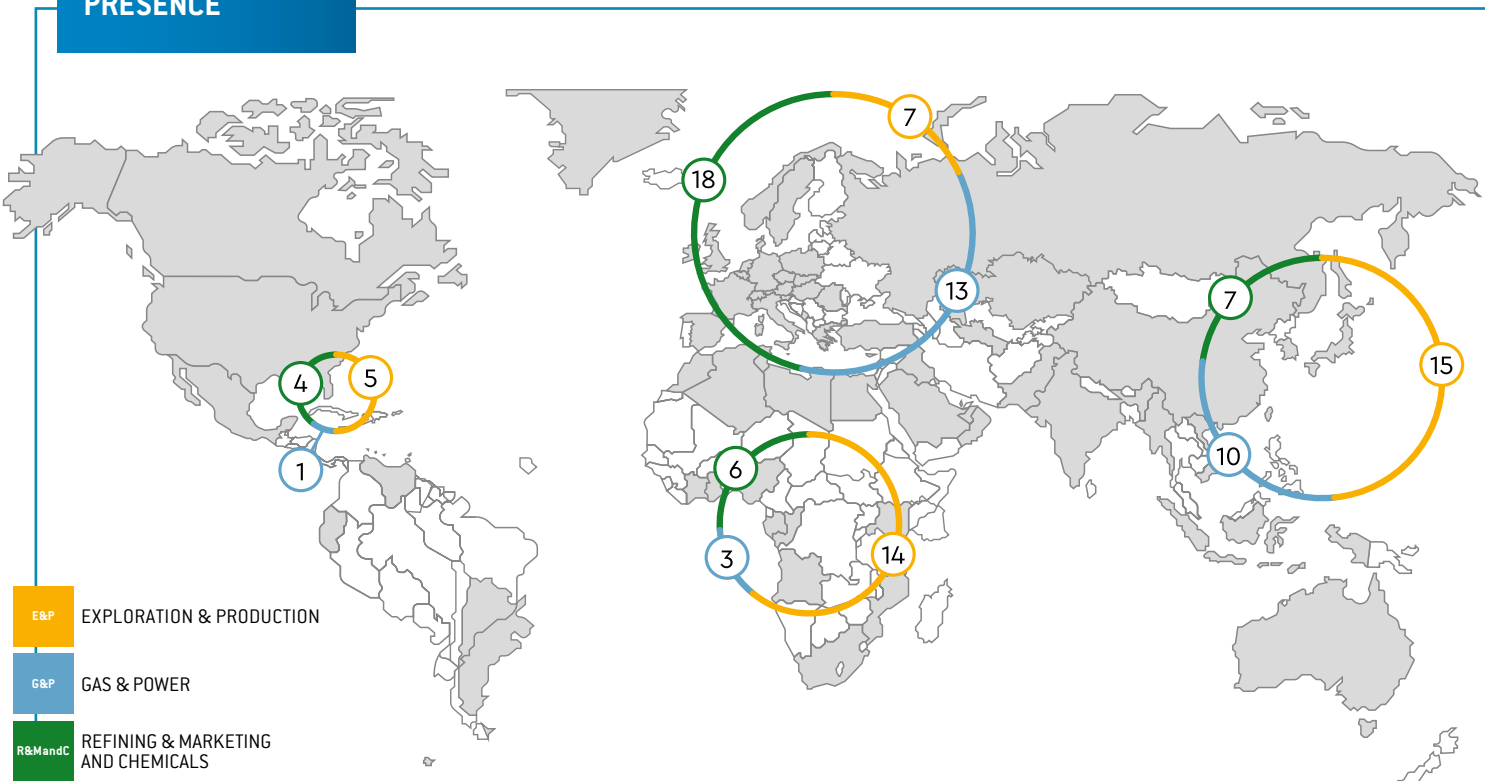 PRESENCE
7
18
13
7
15
10
4
5
1
6
3
14
E&P EXPLORATION & PRODUCTION
G&P GAS & POWER
R&MandC REFINING & MARKETING
AND CHEMICALS